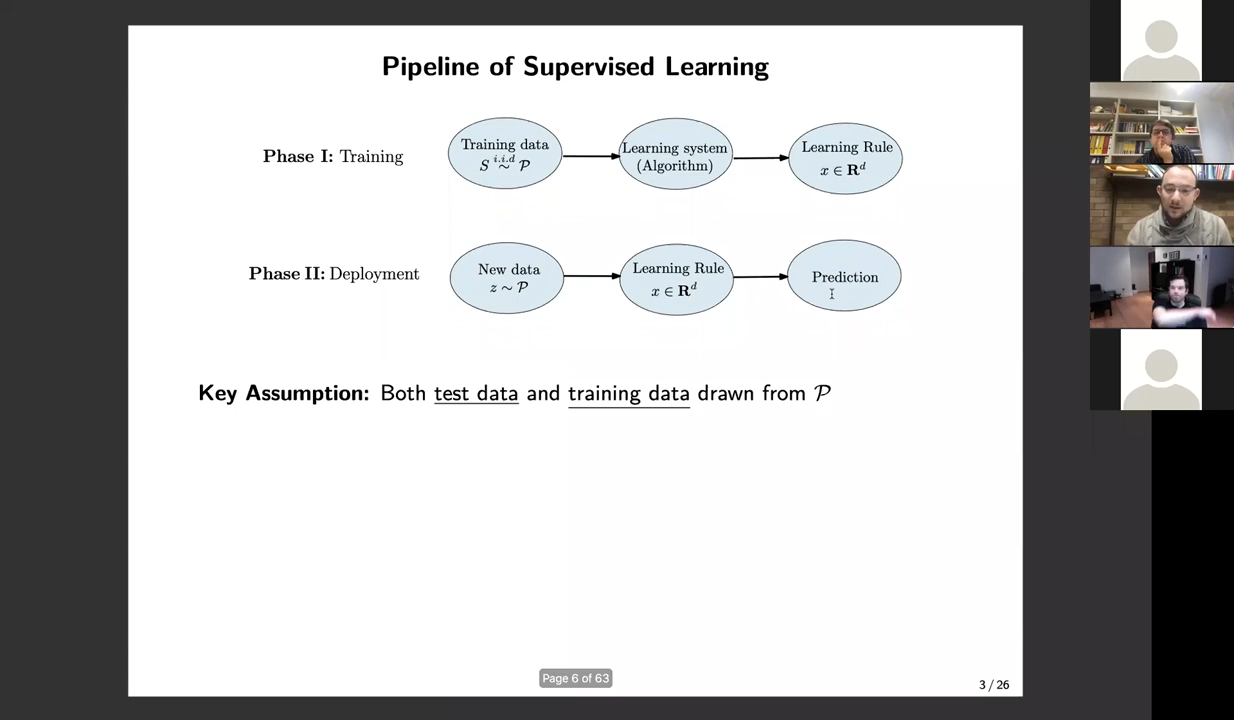 Pipeline of Supervised Learning
Phase I: Training
Training data
S i.i.d ∼ 𝒫
Learning system
(Algorithm)
Learning Rule
x ∈ R^d
Phase II: Deployment
New data
z ∼ 𝒫
Learning Rule
x ∈ R^d
Prediction
Key Assumption: Both test data and training data drawn from 𝒫
Page 6 of 63
3 / 26